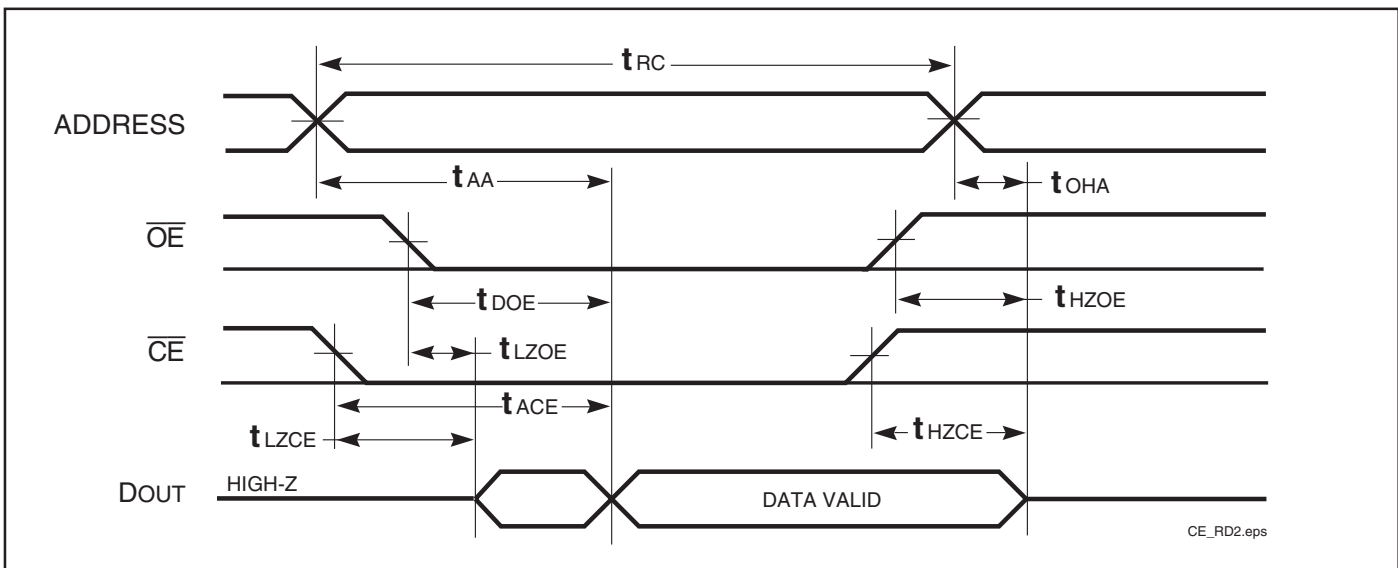 tRC
ADDRESS
tAA
tOHA
OE
tDOE
tHZOE
CE
tLZOE
tACE
tLZCE
tHZCE
DOUT
HIGH-Z
DATA VALID
CE_RD2.eps